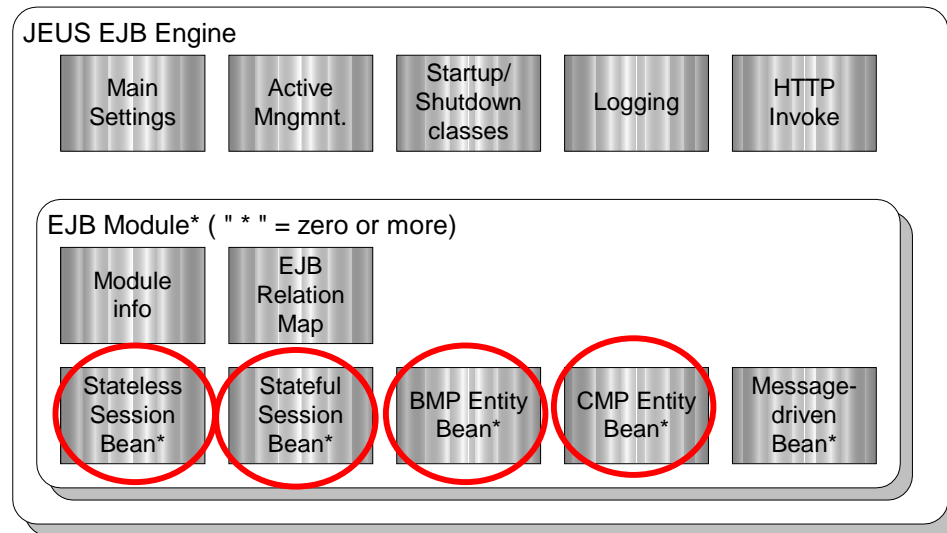 JEUS EJB Engine
Main
Settings
Active
Mngmnt.
Startup/
Shutdown
classes
Logging
HTTP
Invoke
EJB Module* ( " * " = zero or more)
Module
info
EJB
Relation
Map
Stateless
Session
Bean*
Stateful
Session
Bean*
BMP Entity
Bean*
CMP Entity
Bean*
Message-
driven
Bean*